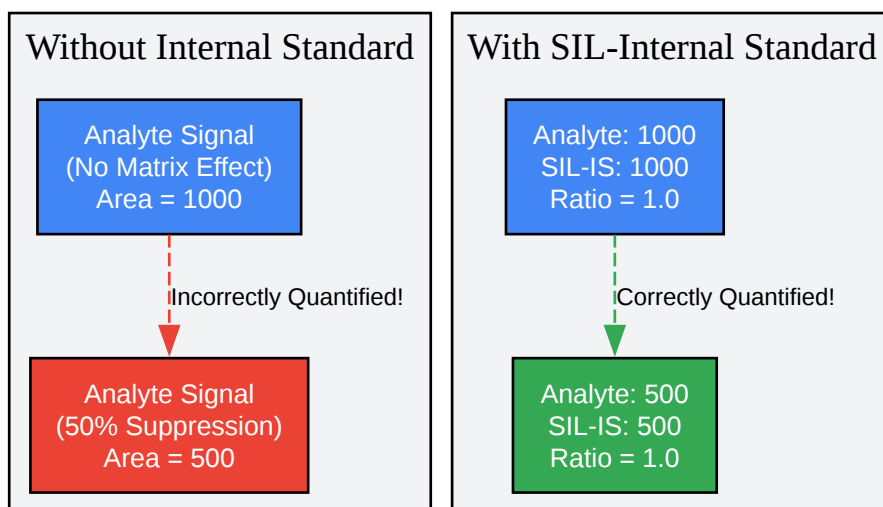 Without Internal Standard
Analyte Signal
(No Matrix Effect)
Area = 1000
Incorrectly Quantified!
Analyte Signal
(50% Suppression)
Area = 500
With SIL-Internal Standard
Analyte: 1000
SIL-IS: 1000
Ratio = 1.0
Correctly Quantified!
Analyte: 500
SIL-IS: 500
Ratio = 1.0